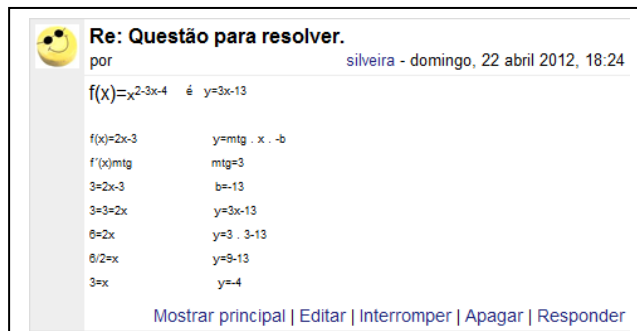 Re: Questão para resolver.
por silveira - domingo, 22 abril 2012, 18:24
f(x)=x2-3x-4 é y=3x-13
f(x)=2x-3 y=mtg . x . -b
f´(x)mtg mtg=3
3=2x-3 b=-13
3=3=2x y=3x-13
6=2x y=3 . 3-13
6/2=x y=9-13
3=x y=-4
Mostrar principal | Editar | Interromper | Apagar | Responder